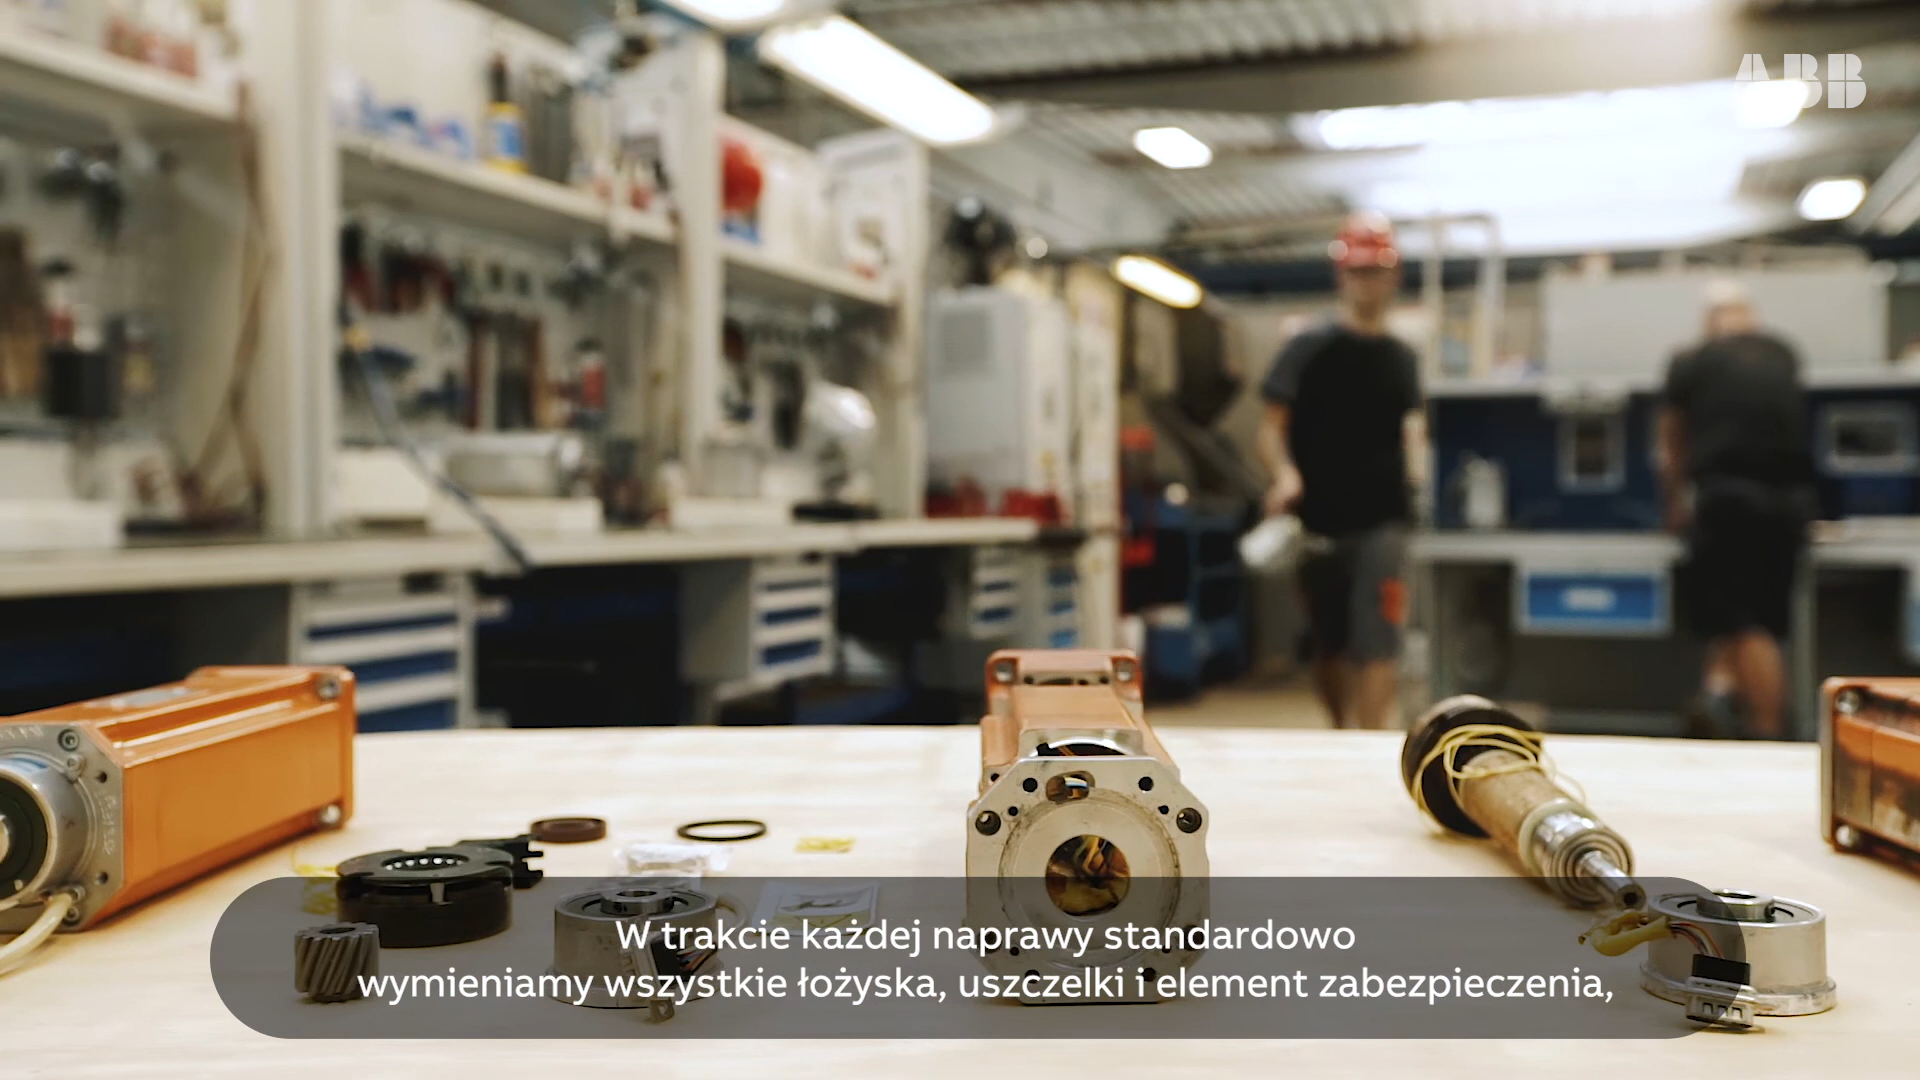 ABB
W trakcie każdej naprawy standardowo
wymieniamy wszystkie łożyska, uszczelki i element zabezpieczenia,